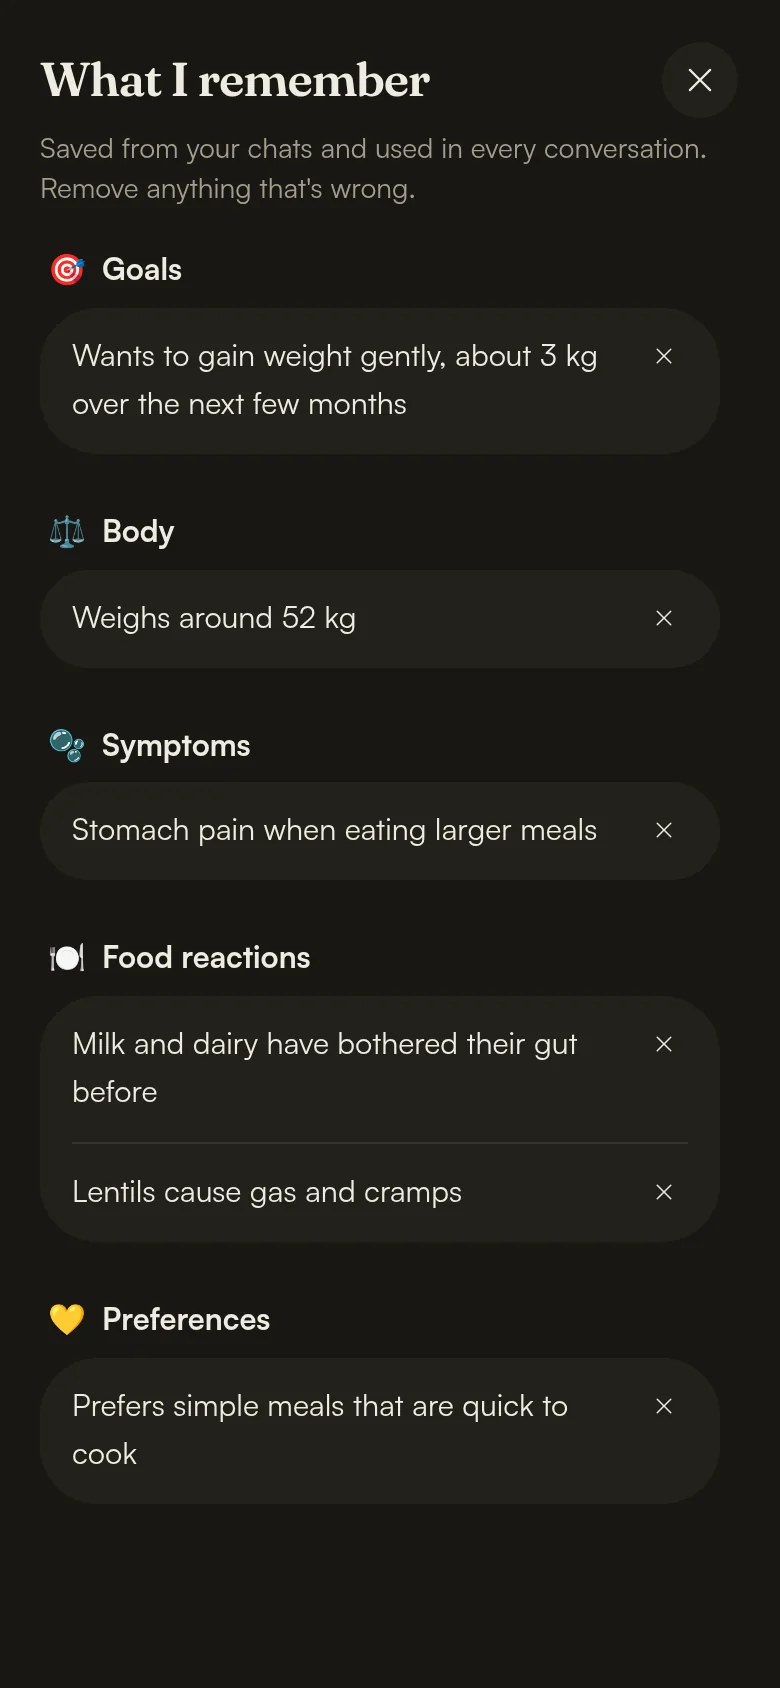 What I remember
Saved from your chats and used in every conversation.
Remove anything that's wrong.
Goals
Wants to gain weight gently, about 3 kg
over the next few months
Body
Weighs around 52 kg
Symptoms
Stomach pain when eating larger meals
Food reactions
Milk and dairy have bothered their gut
before
Lentils cause gas and cramps
Preferences
Prefers simple meals that are quick to
cook